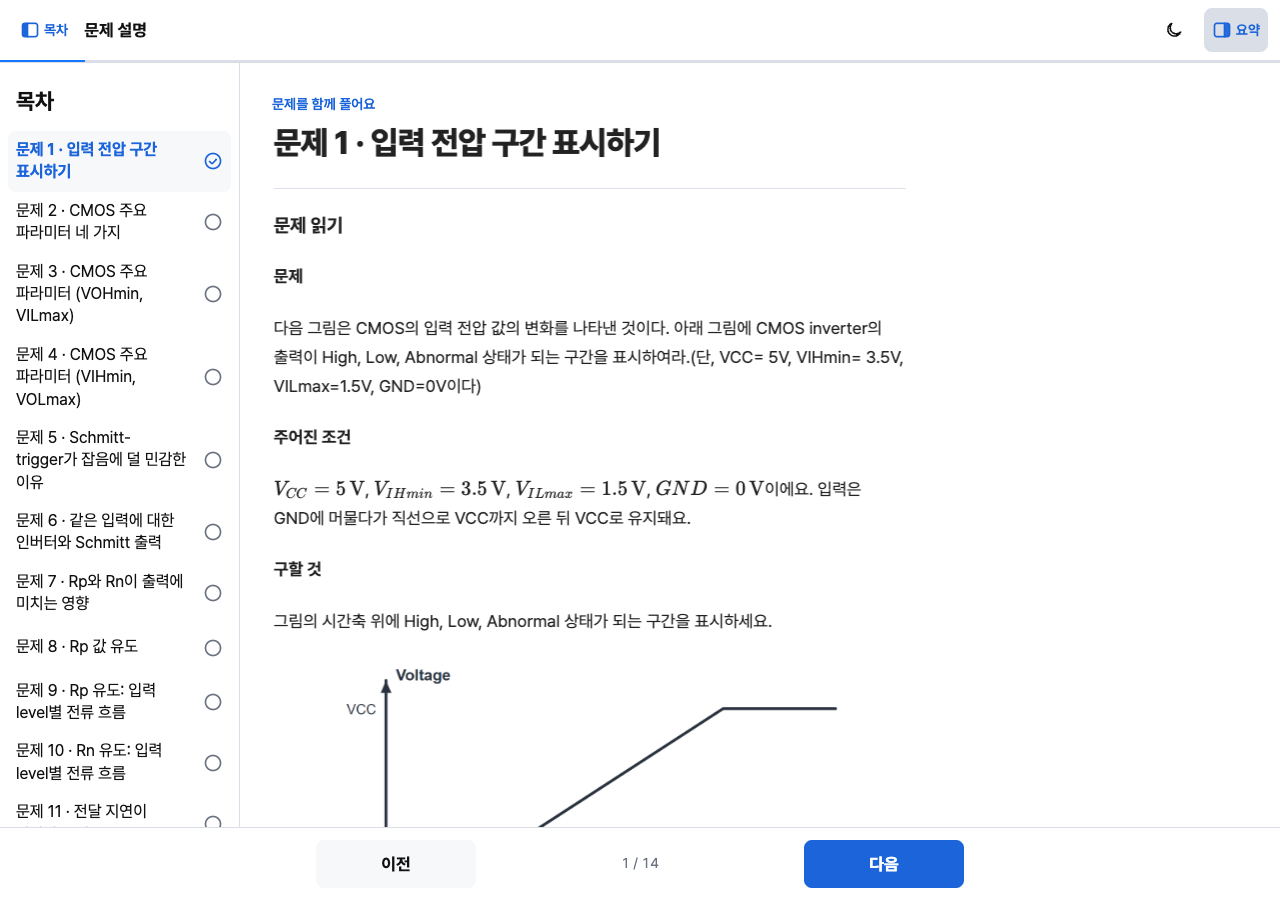 목차
문제 설명
요약
목차
문제 1 · 입력 전압 구간
표시하기
문제 2 · CMOS 주요
파라미터 네 가지
문제 3 · CMOS 주요
파라미터 (VOHmin,
VILmax)
문제 4 · CMOS 주요
파라미터 (VIHmin,
VOLmax)
문제 5 · Schmitt-
trigger가 잡음에 덜 민감한
이유
문제 6 · 같은 입력에 대한
인버터와 Schmitt 출력
문제 7 · Rp와 Rn이 출력에
미치는 영향
문제 8 · Rp 값 유도
문제 9 · Rp 유도: 입력
level별 전류 흐름
문제 10 · Rn 유도: 입력
level별 전류 흐름
문제 11 · 전달 지연이
문제를 함께 풀어요
문제 1 · 입력 전압 구간 표시하기
문제 읽기
문제
다음 그림은 CMOS의 입력 전압 값의 변화를 나타낸 것이다. 아래 그림에 CMOS inverter의
출력이 High, Low, Abnormal 상태가 되는 구간을 표시하여라.(단, VCC= 5V, VIHmin= 3.5V,
VILmax=1.5V, GND=0V이다)
주어진 조건
V_{CC} = 5 V, V_{IHmin} = 3.5 V, V_{ILmax} = 1.5 V, GND = 0 V이에요. 입력은
GND에 머물다가 직선으로 VCC까지 오른 뒤 VCC로 유지돼요.
구할 것
그림의 시간축 위에 High, Low, Abnormal 상태가 되는 구간을 표시하세요.
Voltage
VCC
이전
1 / 14
다음